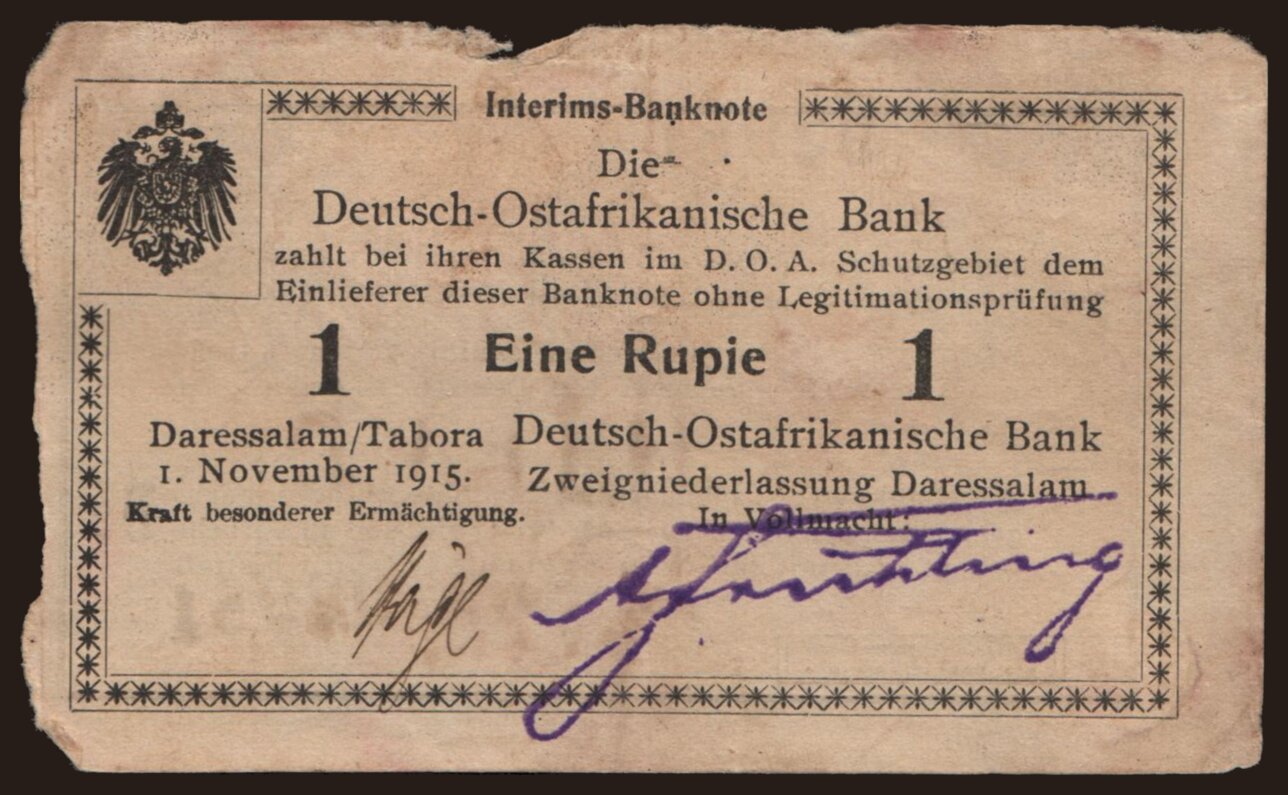 Interims-Banknote
Die
Deutsch-Ostafrikanische Bank
zahlt bei ihren Kassen im D. O. A. Schutzgebiet dem
Einlieferer dieser Banknote ohne Legitimationsprüfung
1 Eine Rupie 1
Daressalam/Tabora
1. November 1915.
Kraft besonderer Ermächtigung.
Deutsch-Ostafrikanische Bank
Zweigniederlassung Daressalam
In Vollmacht: